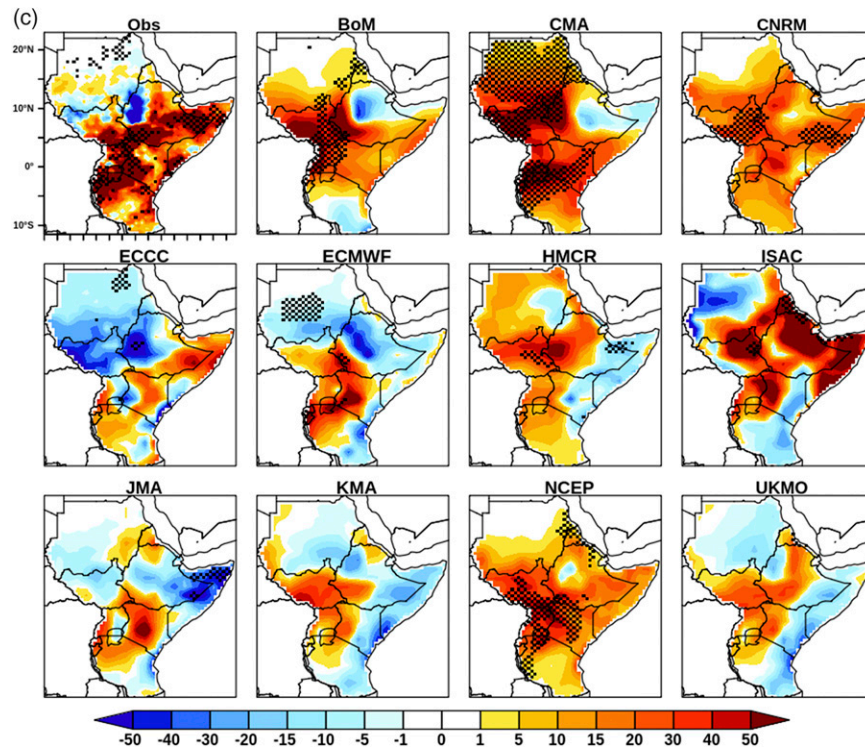 (c)
Obs BoM CMA CNRM
20°N
10°N
0°
10°S
ECCC ECMWF HMCR ISAC
JMA KMA NCEP UKMO
-50 -40 -30 -20 -15 -10 -5 -1 0 1 5 10 15 20 30 40 50